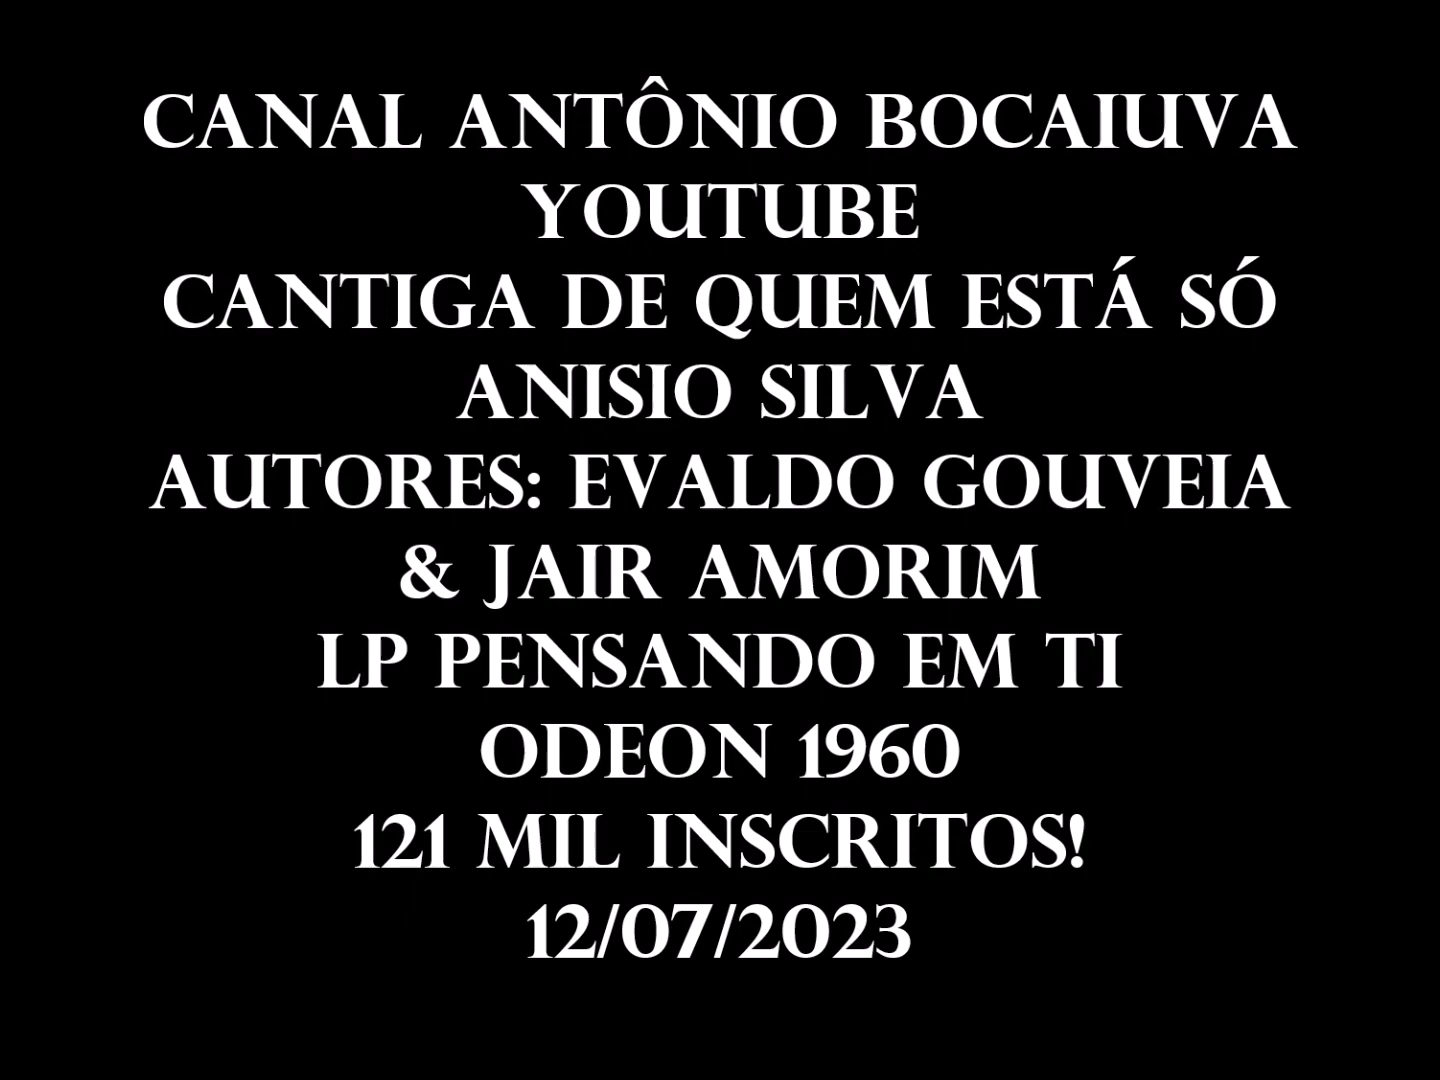 CANAL ANTÔNIO BOCAIUVA
YOUTUBE
CANTIGA DE QUEM ESTÁ SÓ
ANISIO SILVA
AUTORES: EVALDO GOUVEIA
& JAIR AMORIM
LP PENSANDO EM TI
ODEON 1960
121 MIL INSCRITOS!
12/07/2023